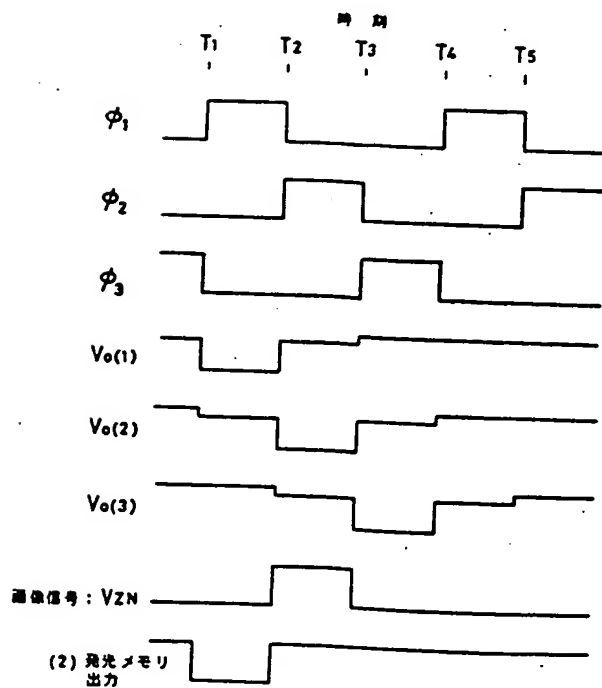 時 刻
T1 T2 T3 T4 T5
ϕ1
ϕ2
ϕ3
Vo(1)
Vo(2)
Vo(3)
画像信号：VZN
(2) 発光メモリ
出力